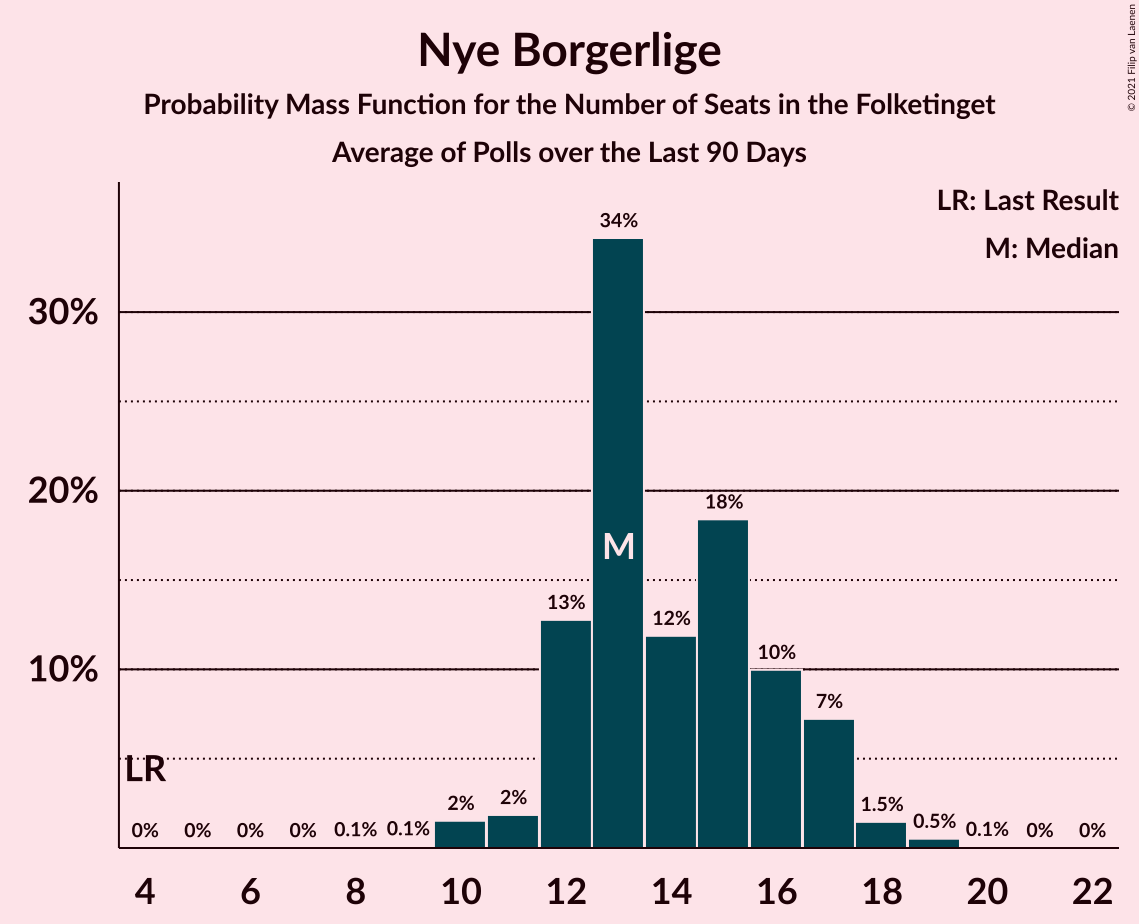 Nye Borgerlige
Probability Mass Function for the Number of Seats in the Folketinget
Average of Polls over the Last 90 Days
© 2021 Filip van Laenen
LR: Last Result
M: Median
30%
20%
10%
34%
18%
M
13%
12%
10%
7%
LR
0% 0% 0% 0% 0.1% 0.1% 2% 2% 1.5% 0.5% 0.1% 0% 0%
4 6 8 10 12 14 16 18 20 22